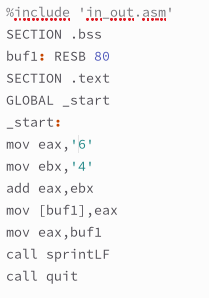 %include 'in_out.asm'
SECTION .bss
buf1: RESB 80
SECTION .text
GLOBAL _start
_start:
mov eax,'6'
mov ebx,'4'
add eax,ebx
mov [buf1],eax
mov eax,buf1
call sprintLF
call quit